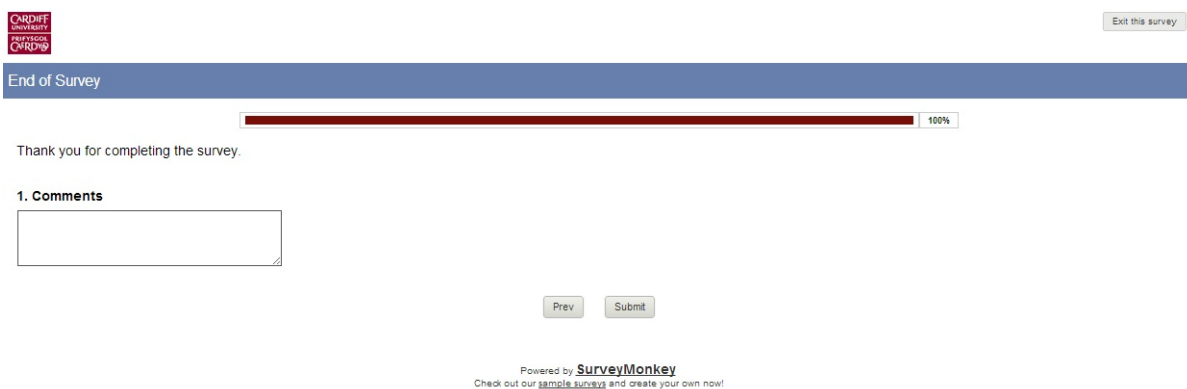 CARDIFF
UNIVERSITY
PRIFYSGOL
CAERDYDD
Exit this survey
End of Survey
100%
Thank you for completing the survey.
1. Comments
Prev
Submit
Powered by SurveyMonkey
Check out our sample surveys and create your own now!